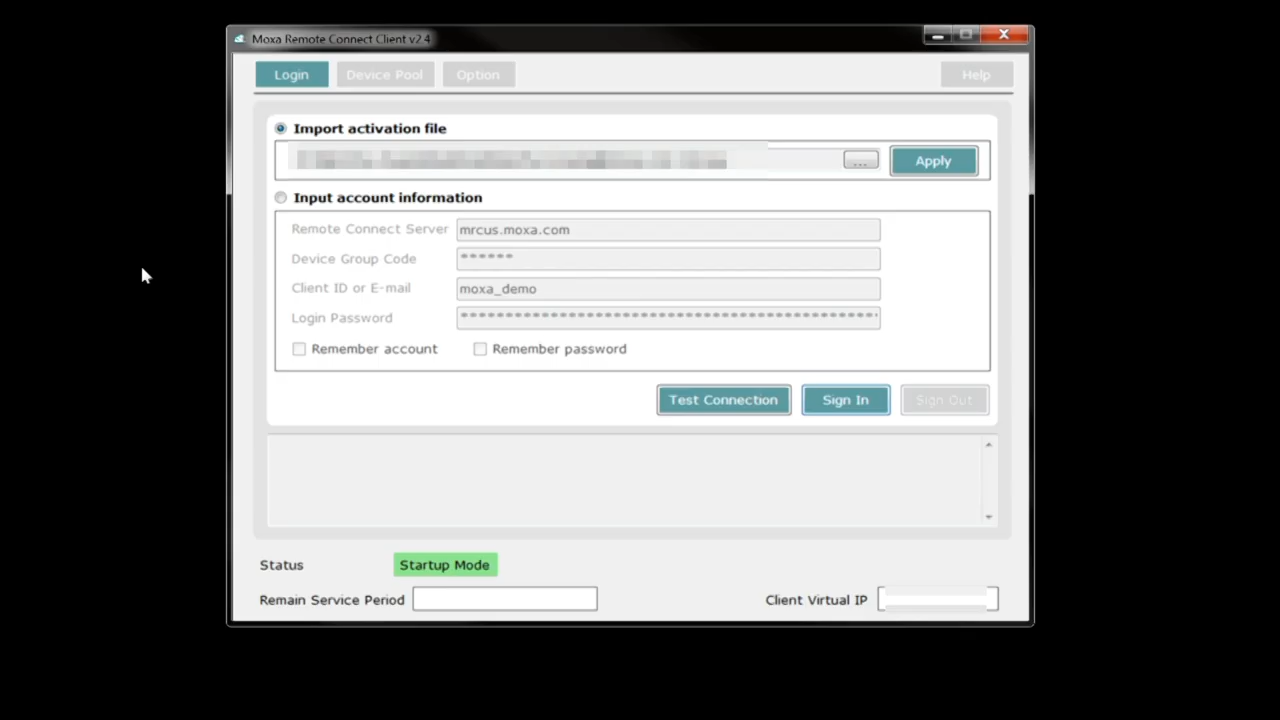 Moxa Remote Connect Client v2.4
Login Device Pool Option Help
Import activation file
... Apply
Input account information
Remote Connect Server mrcus.moxa.com
Device Group Code ******
Client ID or E-mail moxa_demo
Login Password
Remember account Remember password
Test Connection Sign In Sign Out
Status Startup Mode
Remain Service Period Client Virtual IP